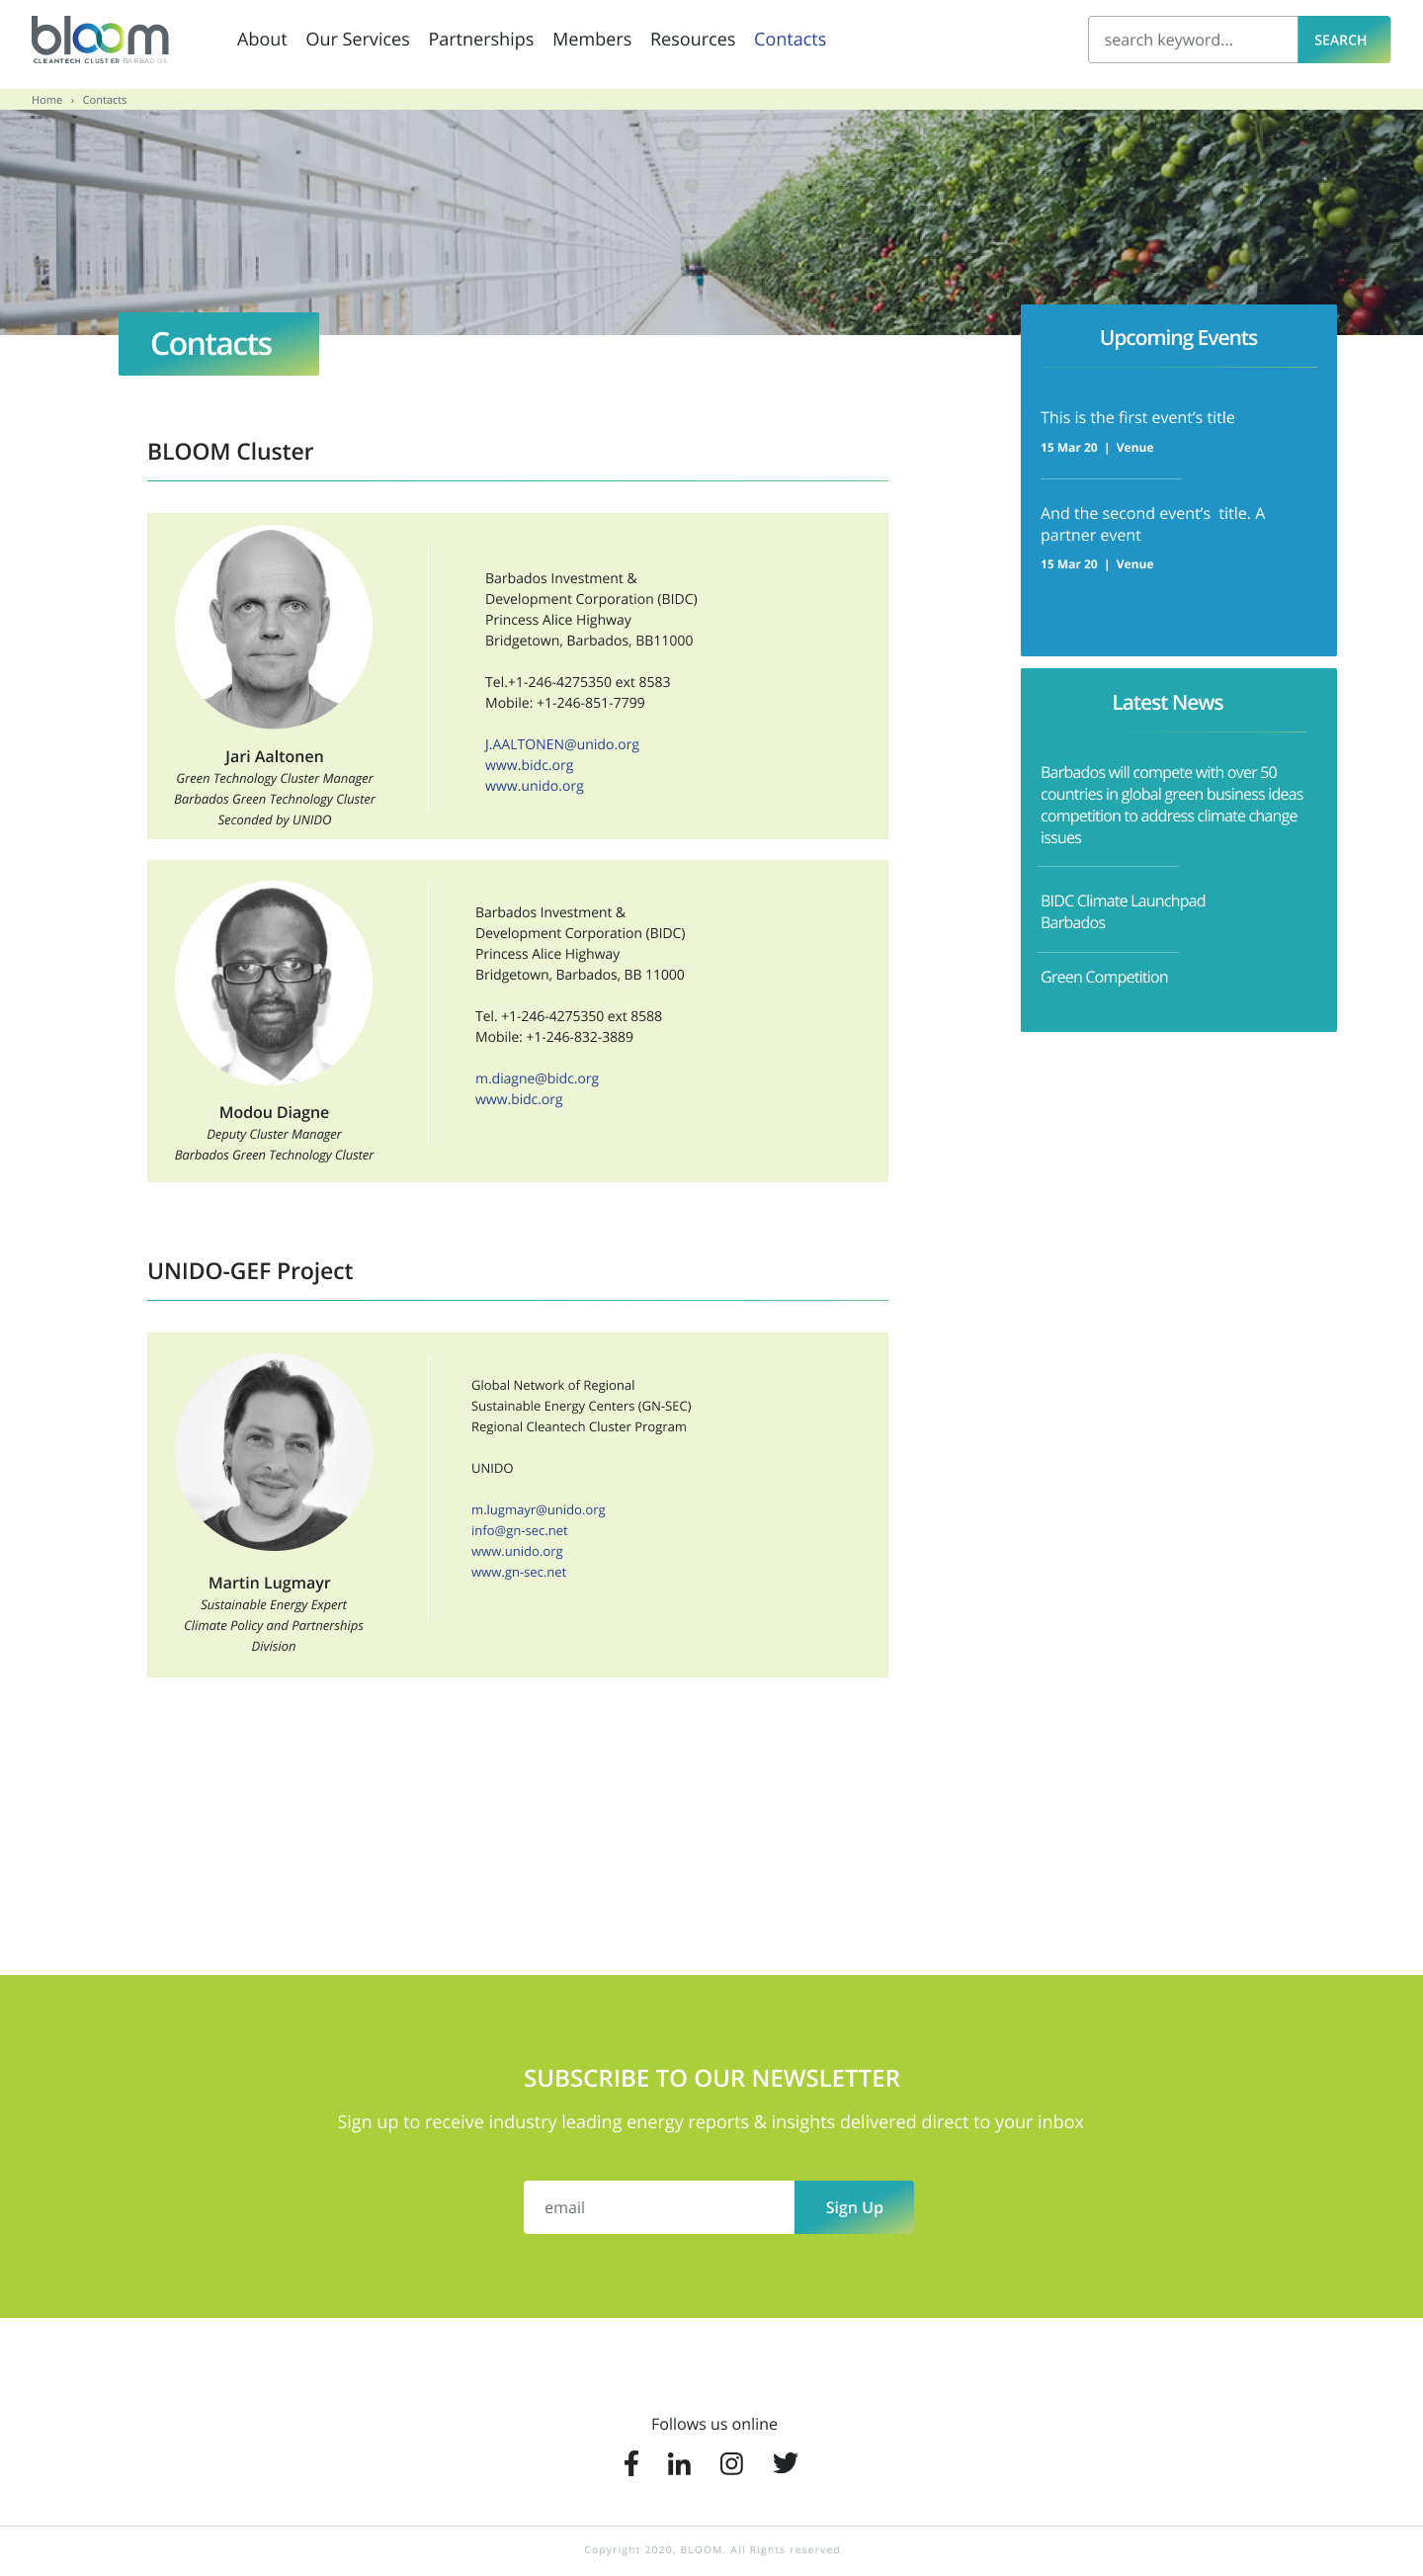 bloom
CLEANTECH CLUSTER BARBADOS
About Our Services Partnerships Members Resources Contacts
search keyword...
SEARCH
Home › Contacts
Contacts
BLOOM Cluster
Jari Aaltonen
Green Technology Cluster Manager
Barbados Green Technology Cluster
Seconded by UNIDO
Barbados Investment &
Development Corporation (BIDC)
Princess Alice Highway
Bridgetown, Barbados, BB11000
Tel.+1-246-4275350 ext 8583
Mobile: +1-246-851-7799
J.AALTONEN@unido.org
www.bidc.org
www.unido.org
Modou Diagne
Deputy Cluster Manager
Barbados Green Technology Cluster
Barbados Investment &
Development Corporation (BIDC)
Princess Alice Highway
Bridgetown, Barbados, BB 11000
Tel. +1-246-4275350 ext 8588
Mobile: +1-246-832-3889
m.diagne@bidc.org
www.bidc.org
UNIDO-GEF Project
Martin Lugmayr
Sustainable Energy Expert
Climate Policy and Partnerships
Division
Global Network of Regional
Sustainable Energy Centers (GN-SEC)
Regional Cleantech Cluster Program
UNIDO
m.lugmayr@unido.org
info@gn-sec.net
www.unido.org
www.gn-sec.net
Upcoming Events
This is the first event’s title
15 Mar 20 | Venue
And the second event’s title. A
partner event
15 Mar 20 | Venue
Latest News
Barbados will compete with over 50
countries in global green business ideas
competition to address climate change
issues
BIDC Climate Launchpad
Barbados
Green Competition
SUBSCRIBE TO OUR NEWSLETTER
Sign up to receive industry leading energy reports & insights delivered direct to your inbox
email
Sign Up
Follows us online
Copyright 2020, BLOOM. All Rights reserved